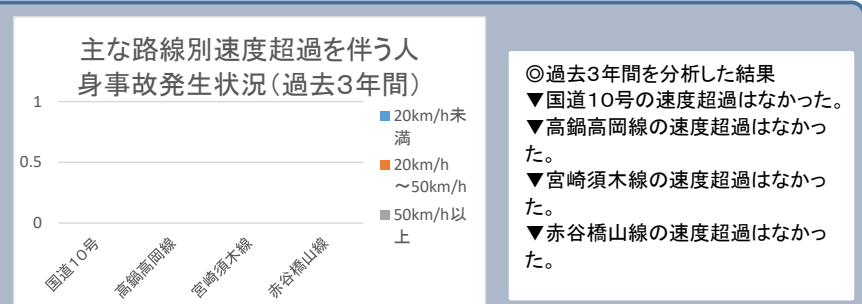 主な路線別速度超過を伴う人
身事故発生状況（過去３年間）
1
0.5
0
国道１０号
高鍋高岡線
宮崎須木線
赤谷橋山線
20km/h未
満
20km/h
～50km/h
50km/h以
上
◎過去３年間を分析した結果
▼国道１０号の速度超過はなかった。
▼高鍋高岡線の速度超過はなかっ
た。
▼宮崎須木線の速度超過はなかっ
た。
▼赤谷橋山線の速度超過はなかっ
た。